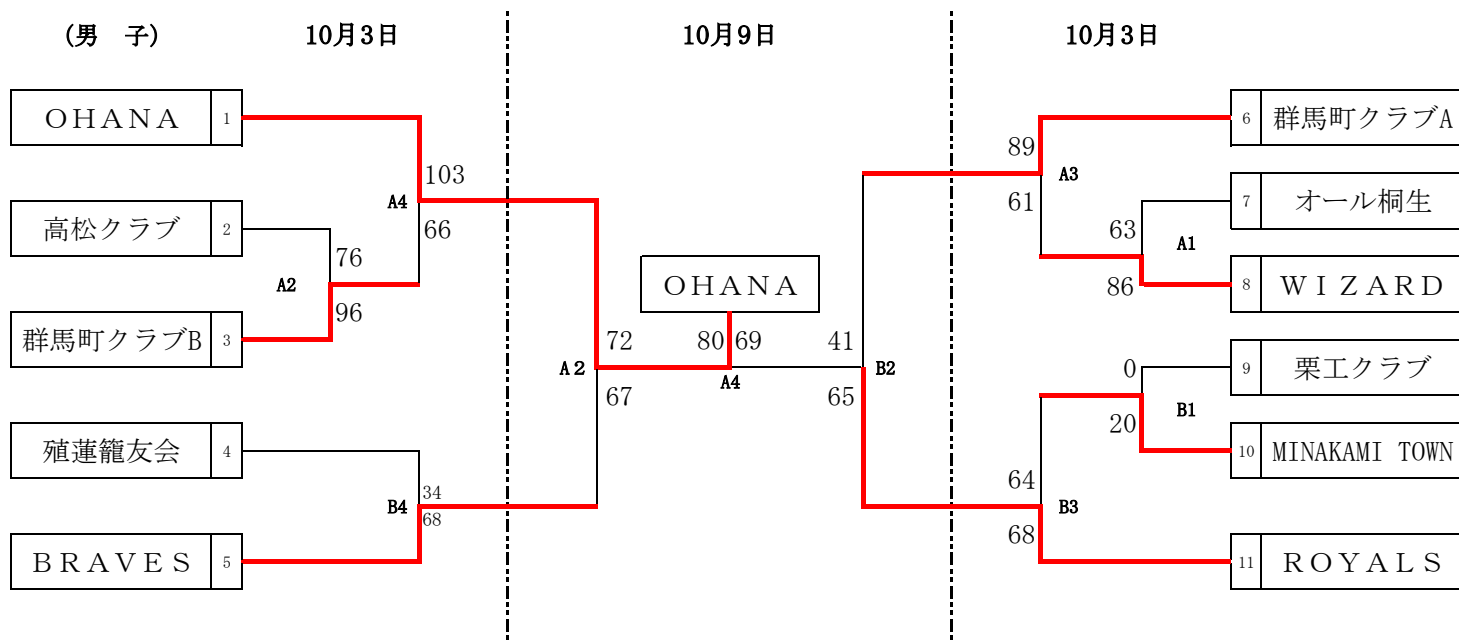 (男　子)
10月3日
10月9日
10月3日
ＯＨＡＮＡ 1
6 群馬町クラブA
89
103
A3
A4
61
7 オール桐生
高松クラブ 2
66
63
A1
76
A2
ＯＨＡＮＡ
86
8 ＷＩＺＡＲＤ
96
群馬町クラブB 3
72
80 69
41
A２
A4
B2
0
9 栗工クラブ
67
65
B1
20
殖蓮籠友会 4
10 MINAKAMI TOWN
34
64
B4
B3
68
68
ＢＲＡＶＥＳ 5
11 ＲＯＹＡＬＳ